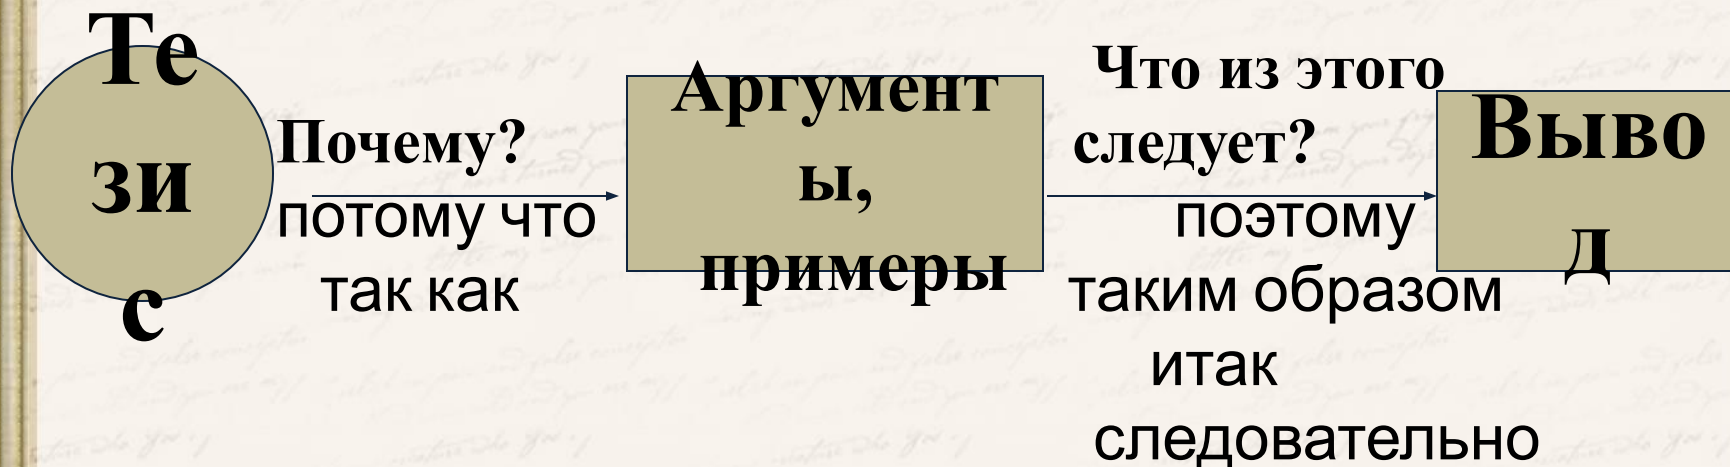 Те
зи
с
Почему?
потому что
так как
Аргумент
ы,
примеры
Что из этого
следует?
поэтому
таким образом
итак
следовательно
Выво
д